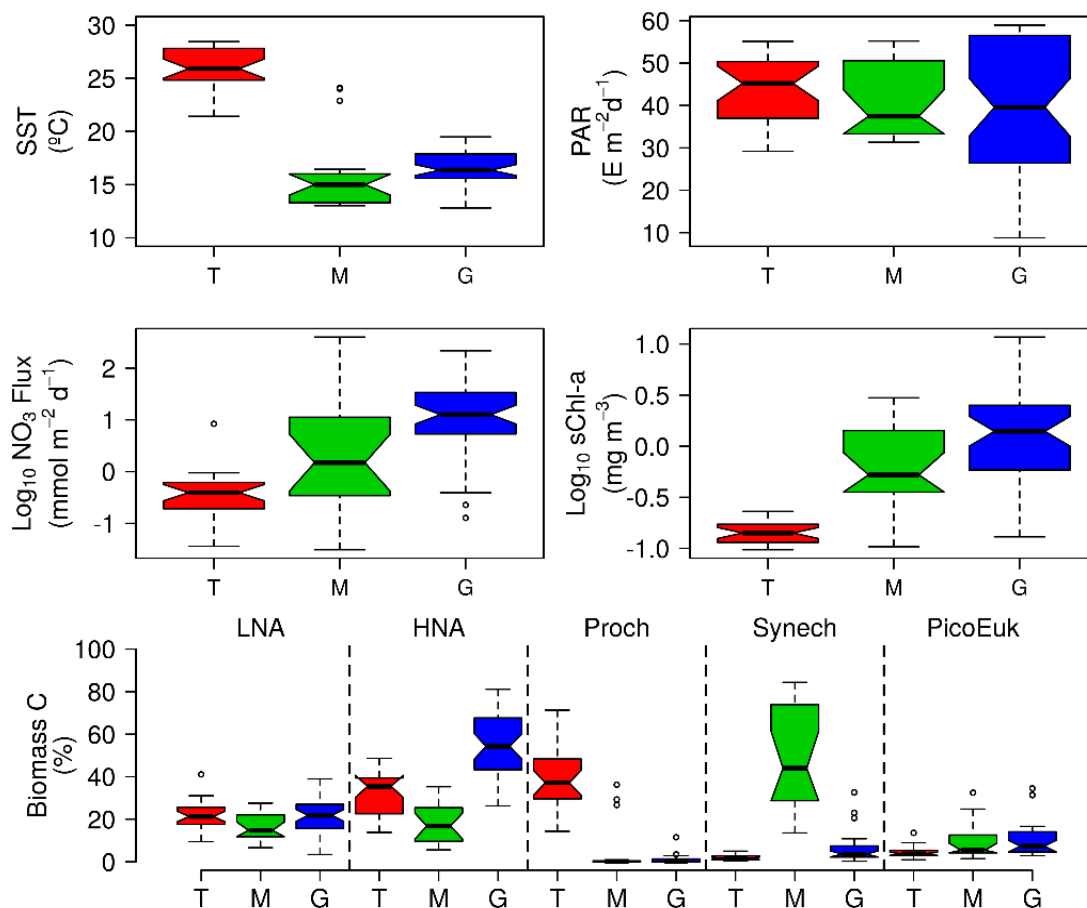 SST
(ºC)
30
25
20
15
10
T M G
PAR
(E m⁻²d⁻¹)
60
50
40
30
20
10
T M G
Log₁₀ NO₃ Flux
(mmol m⁻² d⁻¹)
2
1
0
-1
T M G
Log₁₀ sChl-a
(mg m⁻³)
1.0
0.5
0.0
-0.5
-1.0
T M G
LNA HNA Proch Synech PicoEuk
Biomass C
(%)
100
80
60
40
20
0
T M G T M G T M G T M G T M G